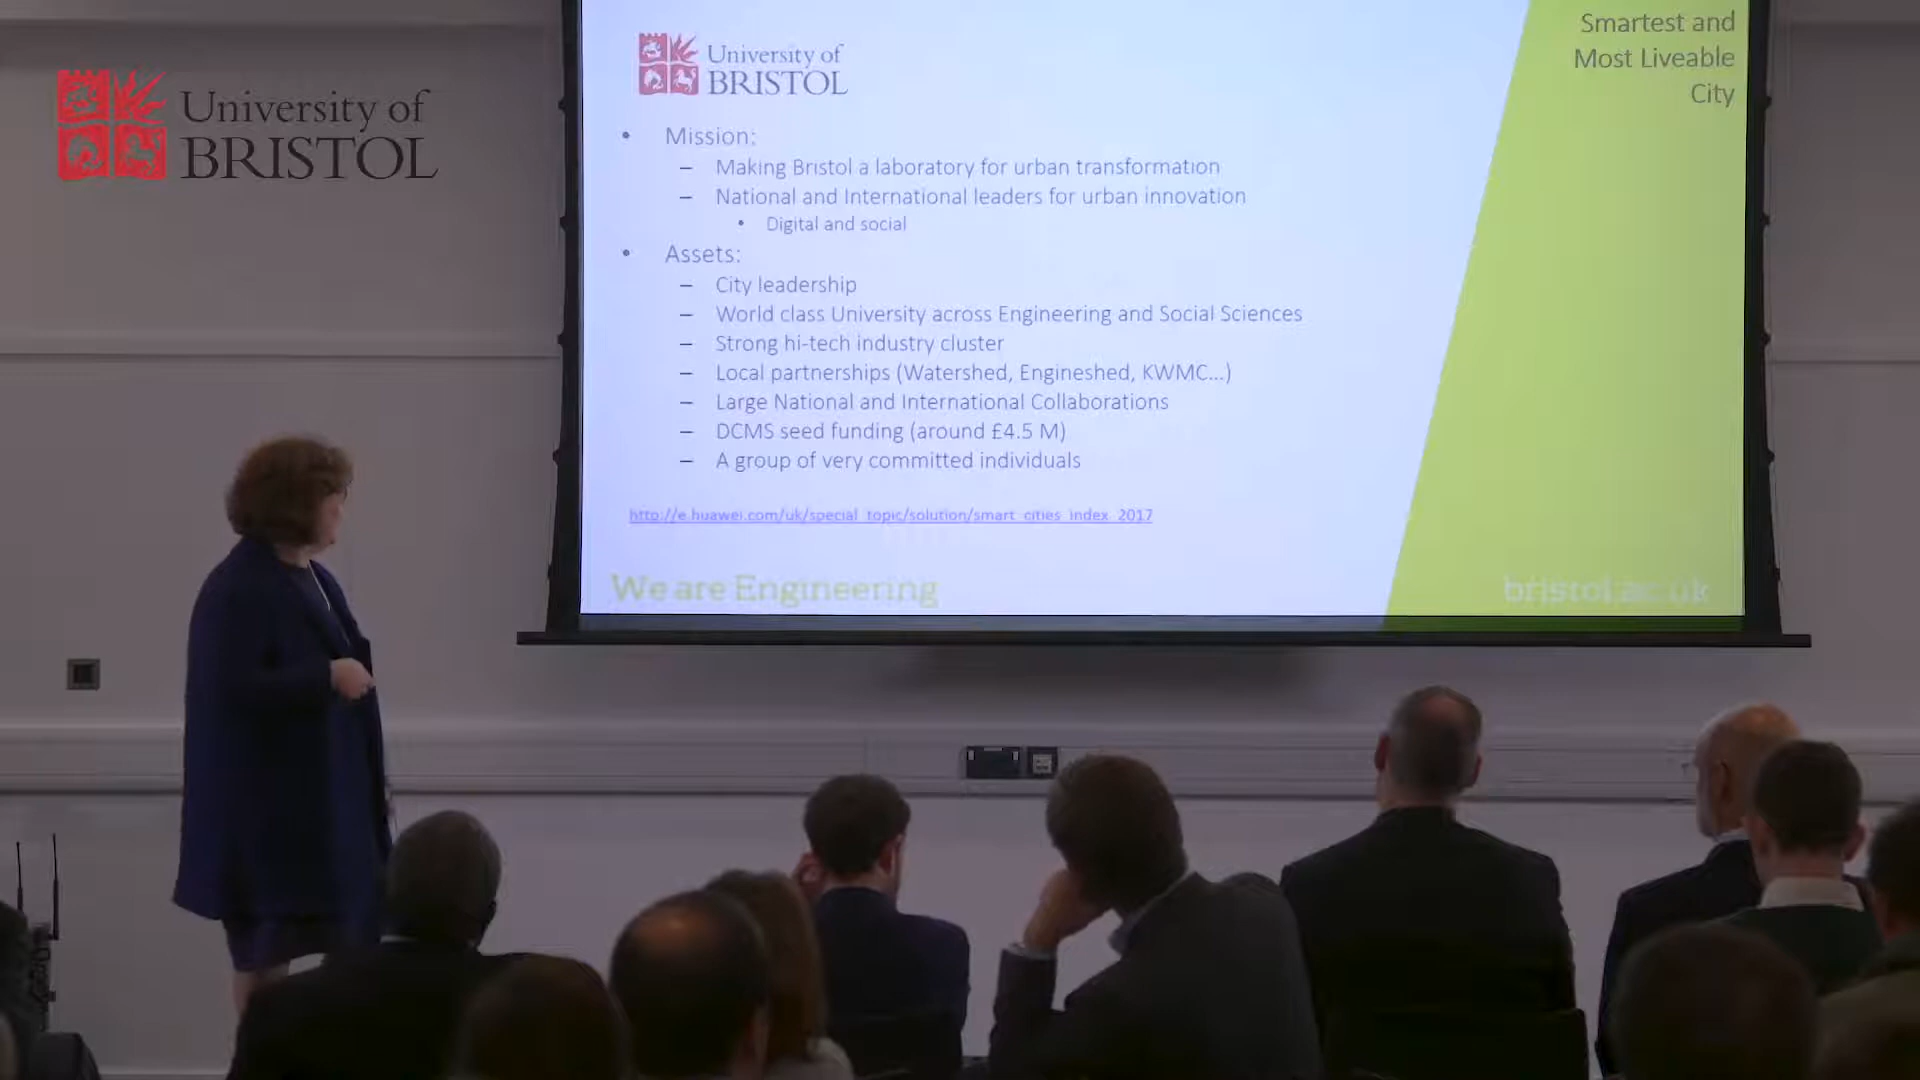 University of
BRISTOL
University of
BRISTOL
Smartest and
Most Liveable
City
• Mission:
– Making Bristol a laboratory for urban transformation
– National and International leaders for urban innovation
• Digital and social
• Assets:
– City leadership
– World class University across Engineering and Social Sciences
– Strong hi-tech industry cluster
– Local partnerships (Watershed, Engineshed, KWMC...)
– Large National and International Collaborations
– DCMS seed funding (around £4.5 M)
– A group of very committed individuals
http://e.huawei.com/uk/special_topic/solution/smart_cities_index_2017
We are Engineering
bristol.ac.uk